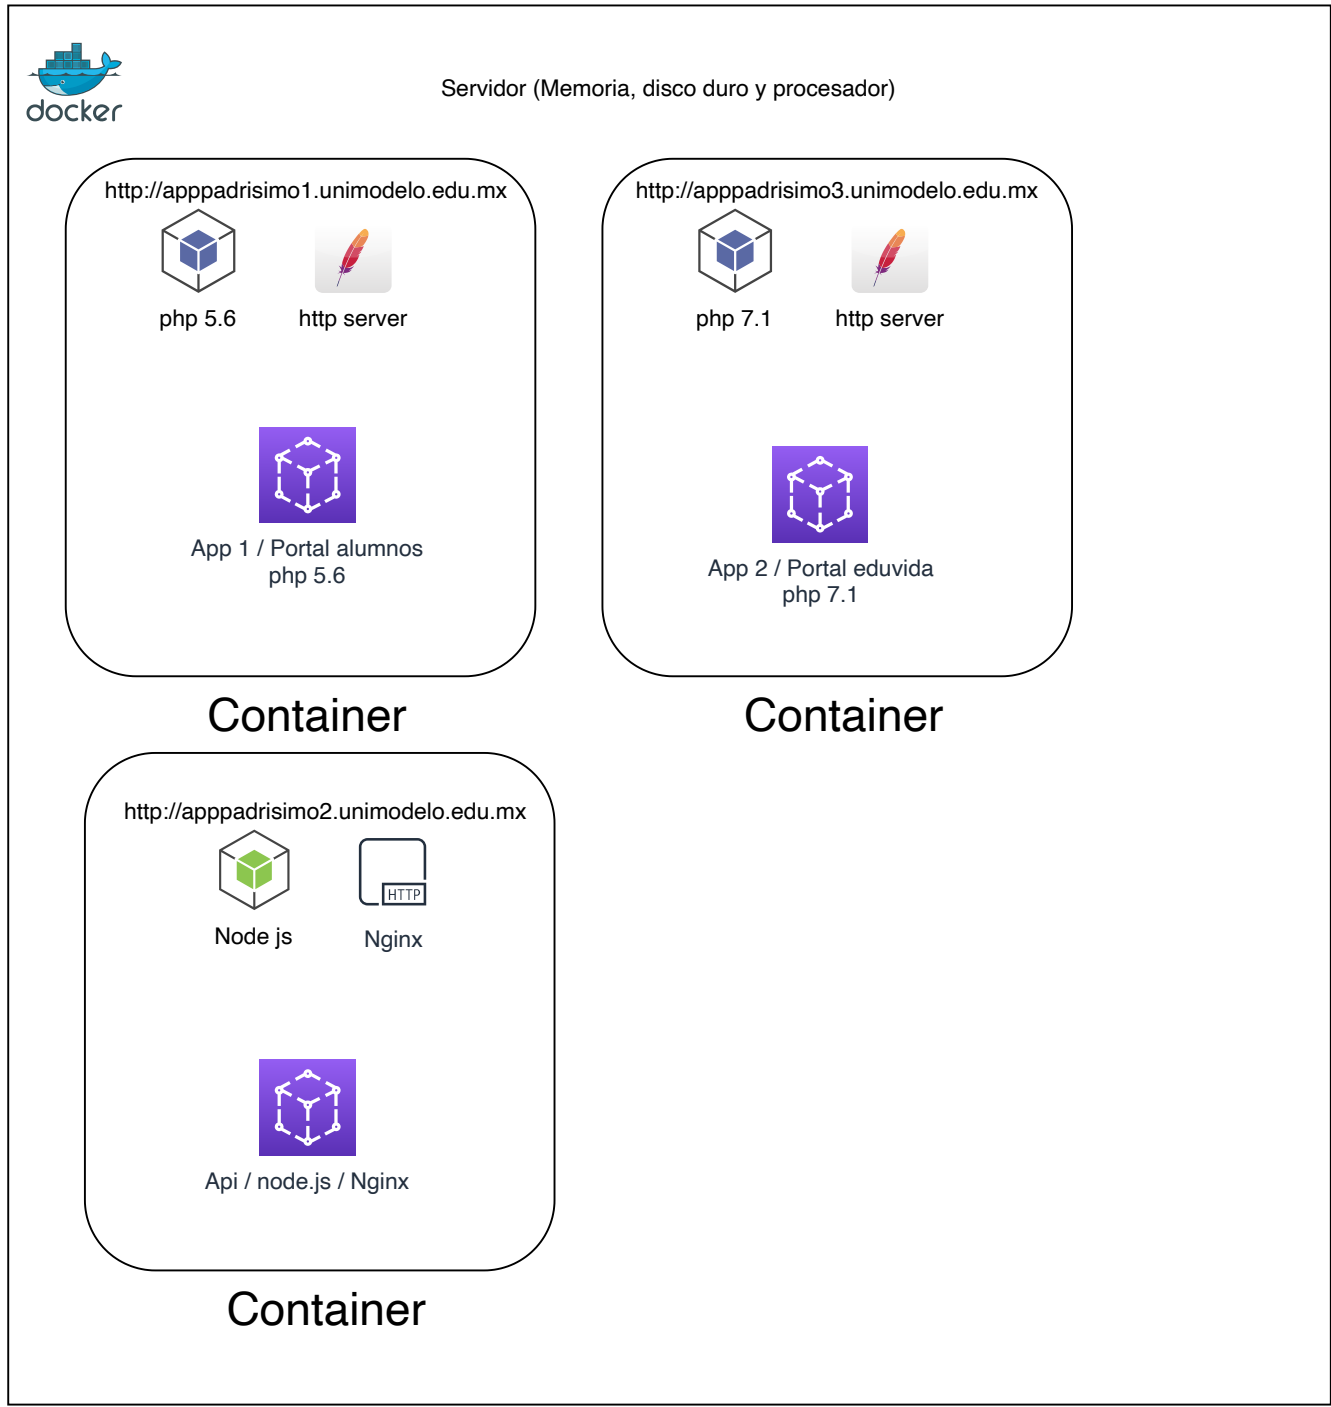 docker
Servidor (Memoria, disco duro y procesador)
http://apppadrisimo1.unimodelo.edu.mx
php 5.6
http server
App 1 / Portal alumnos
php 5.6
Container
http://apppadrisimo3.unimodelo.edu.mx
php 7.1
http server
App 2 / Portal eduvida
php 7.1
Container
http://apppadrisimo2.unimodelo.edu.mx
Node js
HTTP
Nginx
Api / node.js / Nginx
Container